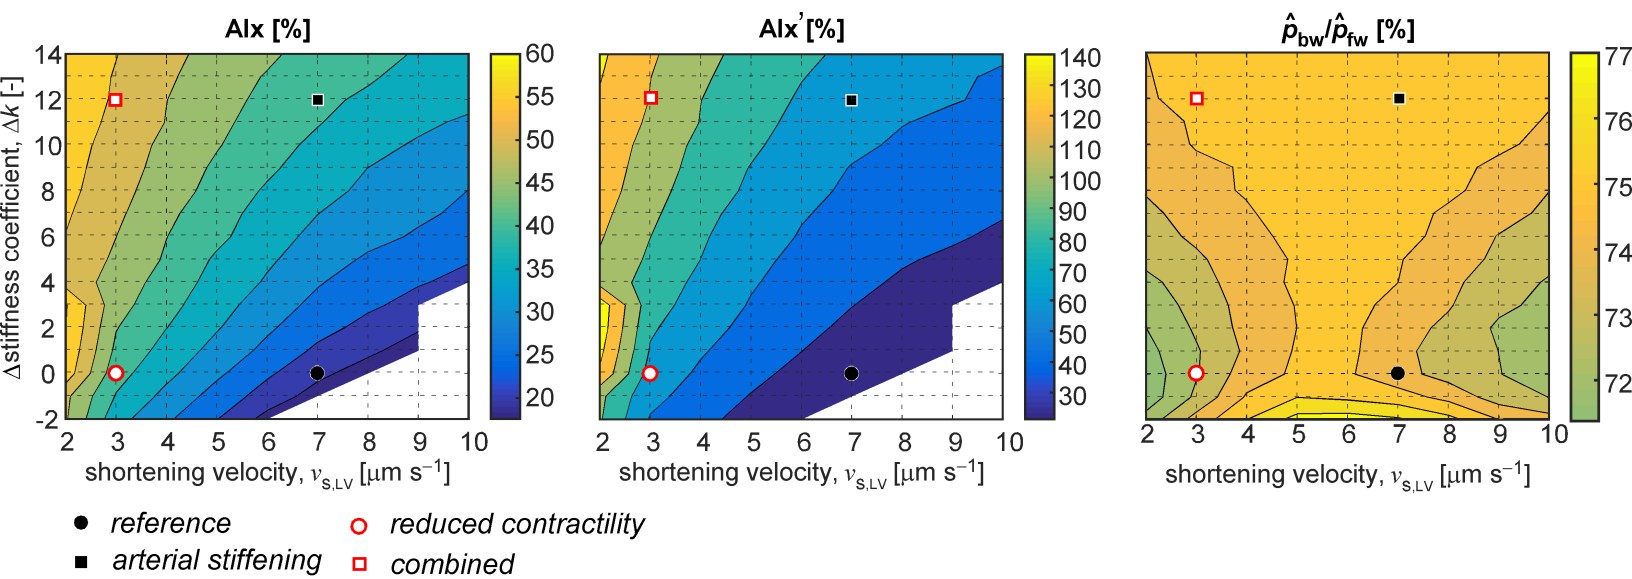 AIx [%]
AIx’[%]
p̂bw/p̂fw [%]
Δstiffness coefficient, Δk [-]
14
12
10
8
6
4
2
0
-2
2 3 4 5 6 7 8 9 10
shortening velocity, vS,LV [μm s⁻¹]
60
55
50
45
40
35
30
25
20
2 3 4 5 6 7 8 9 10
shortening velocity, vS,LV [μm s⁻¹]
140
130
120
110
100
90
80
70
60
50
40
30
2 3 4 5 6 7 8 9 10
shortening velocity, vS,LV [μm s⁻¹]
77
76
75
74
73
72
reference
reduced contractility
arterial stiffening
combined